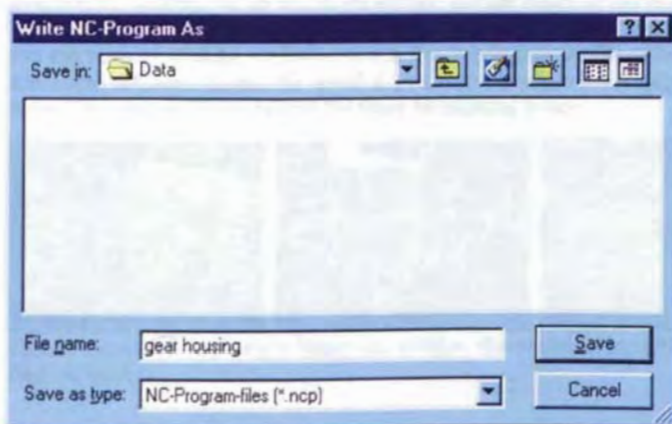 Write NC-Program As
Save in: Data
File name: gear housing Save
Save as type: NC-Program-files (*.ncp) Cancel